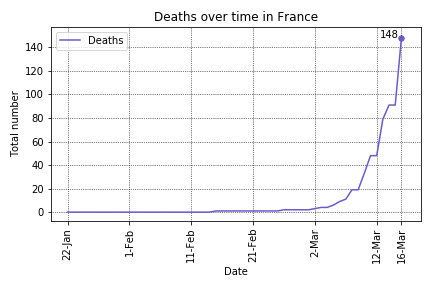 Deaths over time in France
148
Deaths
140
120
100
80
60
40
20
0
Total number
22-Jan
1-Feb
11-Feb
21-Feb
2-Mar
12-Mar
16-Mar
Date